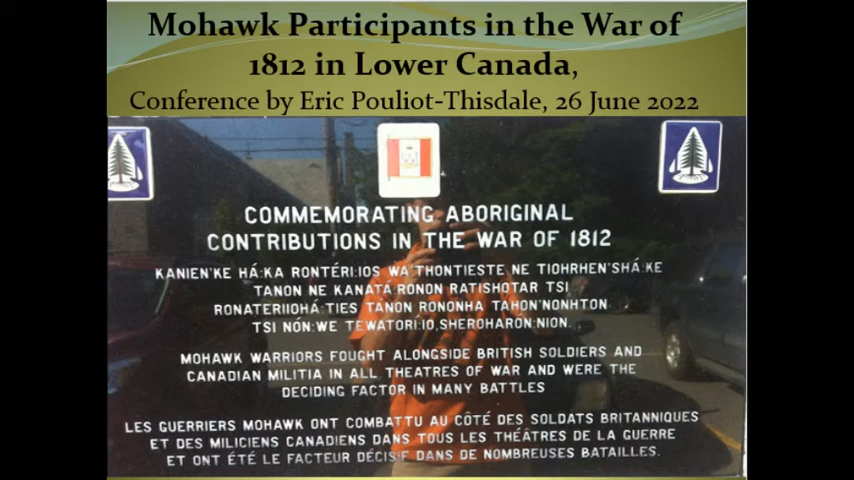 Mohawk Participants in the War of
1812 in Lower Canada,
Conference by Eric Pouliot-Thisdale, 26 June 2022
COMMEMORATING ABORIGINAL
CONTRIBUTIONS IN THE WAR OF 1812
KANIEN'KE HÁ:KA RONTÉRI:IOS WA'THONTIESTE NE TIOHRHEN'SHÁ:KE
TANON NE KANATA RONON RATISHOTAR TSI
RONATERIIOHÁ:TIES TANON RONONHA TAHON'NONHTON
TSI NÓN:WE TEWATORÍ:IO,SHEROHARON:NION.
MOHAWK WARRIORS FOUGHT ALONGSIDE BRITISH SOLDIERS AND
CANADIAN MILITIA IN ALL THEATRES OF WAR AND WERE THE
DECIDING FACTOR IN MANY BATTLES
LES GUERRIERS MOHAWK ONT COMBATTU AU CÔTÉ DES SOLDATS BRITANNIQUES
ET DES MILICIENS CANADIENS DANS TOUS LES THÉÂTRES DE LA GUERRE
ET ONT ÉTÉ LE FACTEUR DÉCISIF DANS DE NOMBREUSES BATAILLES.